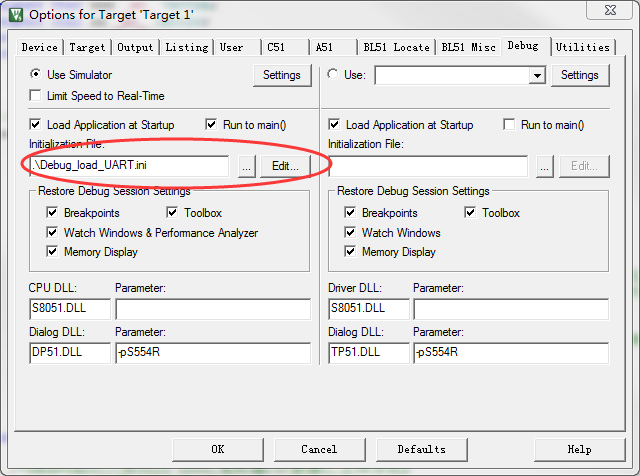 Options for Target 'Target 1'
Device Target Output Listing User C51 A51 BL51 Locate BL51 Misc Debug Utilities
Use Simulator Settings Use: Settings
Limit Speed to Real-Time
Load Application at Startup Run to main() Load Application at Startup Run to main()
Initialization File: Initialization File:
.\Debug_load_UART.ini ... Edit... ... Edit...
Restore Debug Session Settings Restore Debug Session Settings
Breakpoints Toolbox Breakpoints Toolbox
Watch Windows & Performance Analyzer Watch Windows
Memory Display Memory Display
CPU DLL: Parameter: Driver DLL: Parameter:
S8051.DLL S8051.DLL
Dialog DLL: Parameter: Dialog DLL: Parameter:
DP51.DLL -pS554R TP51.DLL -pS554R
OK Cancel Defaults Help